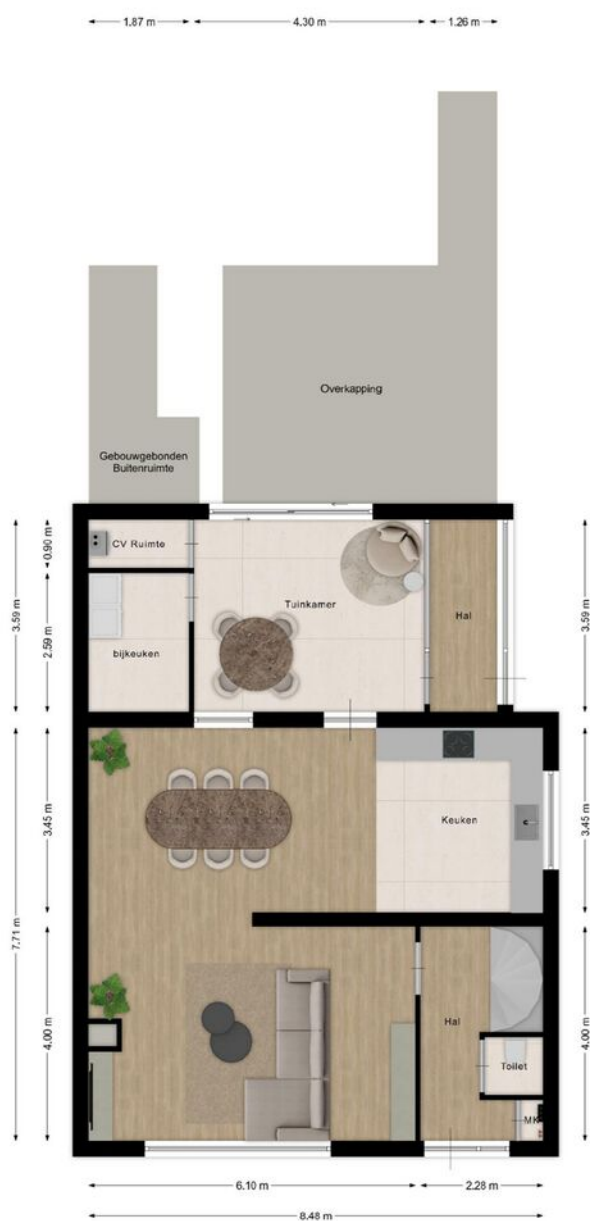 1.87 m
4.30 m
1.26 m
Overkapping
Gebouwgebonden
Buitenruimte
CV Ruimte
0.90 m
3.59 m
2.59 m
bijkeuken
Tuinkamer
Hal
3.59 m
3.45 m
Keuken
3.45 m
7.71 m
4.00 m
Hal
Toilet
MK
4.00 m
6.10 m
2.28 m
8.48 m